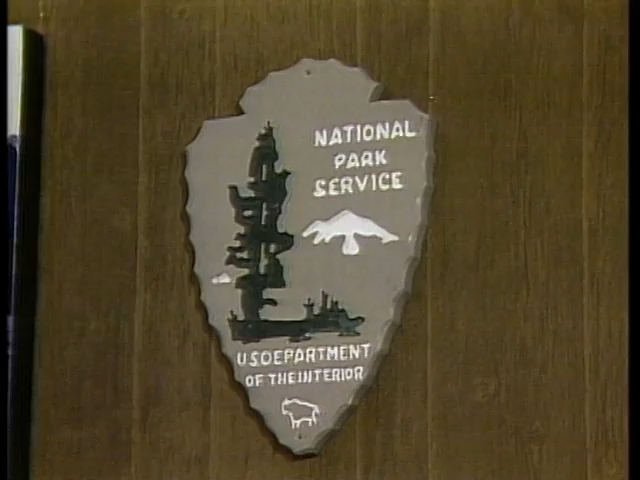 NATIONAL
PARK
SERVICE
U.S DEPARTMENT
OF THE INTERIOR